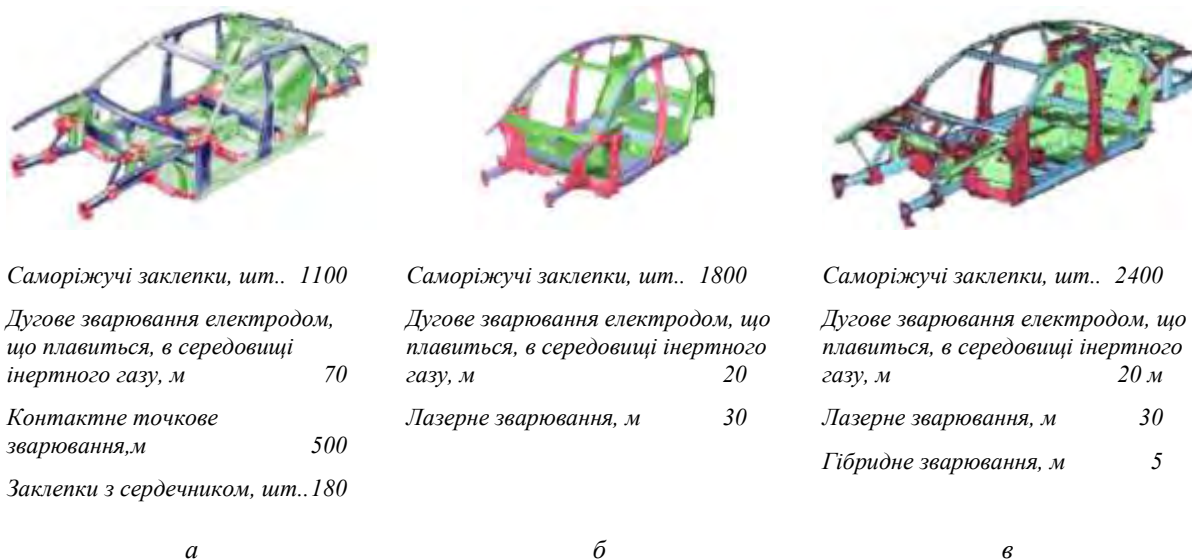 Саморіжучі заклепки, шт.. 1100
Дугове зварювання електродом,
що плавиться, в середовищі
інертного газу, м 70
Контактне точкове
зварювання,м 500
Заклепки з сердечником, шт..180
а
Саморіжучі заклепки, шт.. 1800
Дугове зварювання електродом, що
плавиться, в середовищі інертного
газу, м 20
Лазерне зварювання, м 30
б
Саморіжучі заклепки, шт.. 2400
Дугове зварювання електродом, що
плавиться, в середовищі інертного
газу, м 20 м
Лазерне зварювання, м 30
Гібридне зварювання, м 5
в